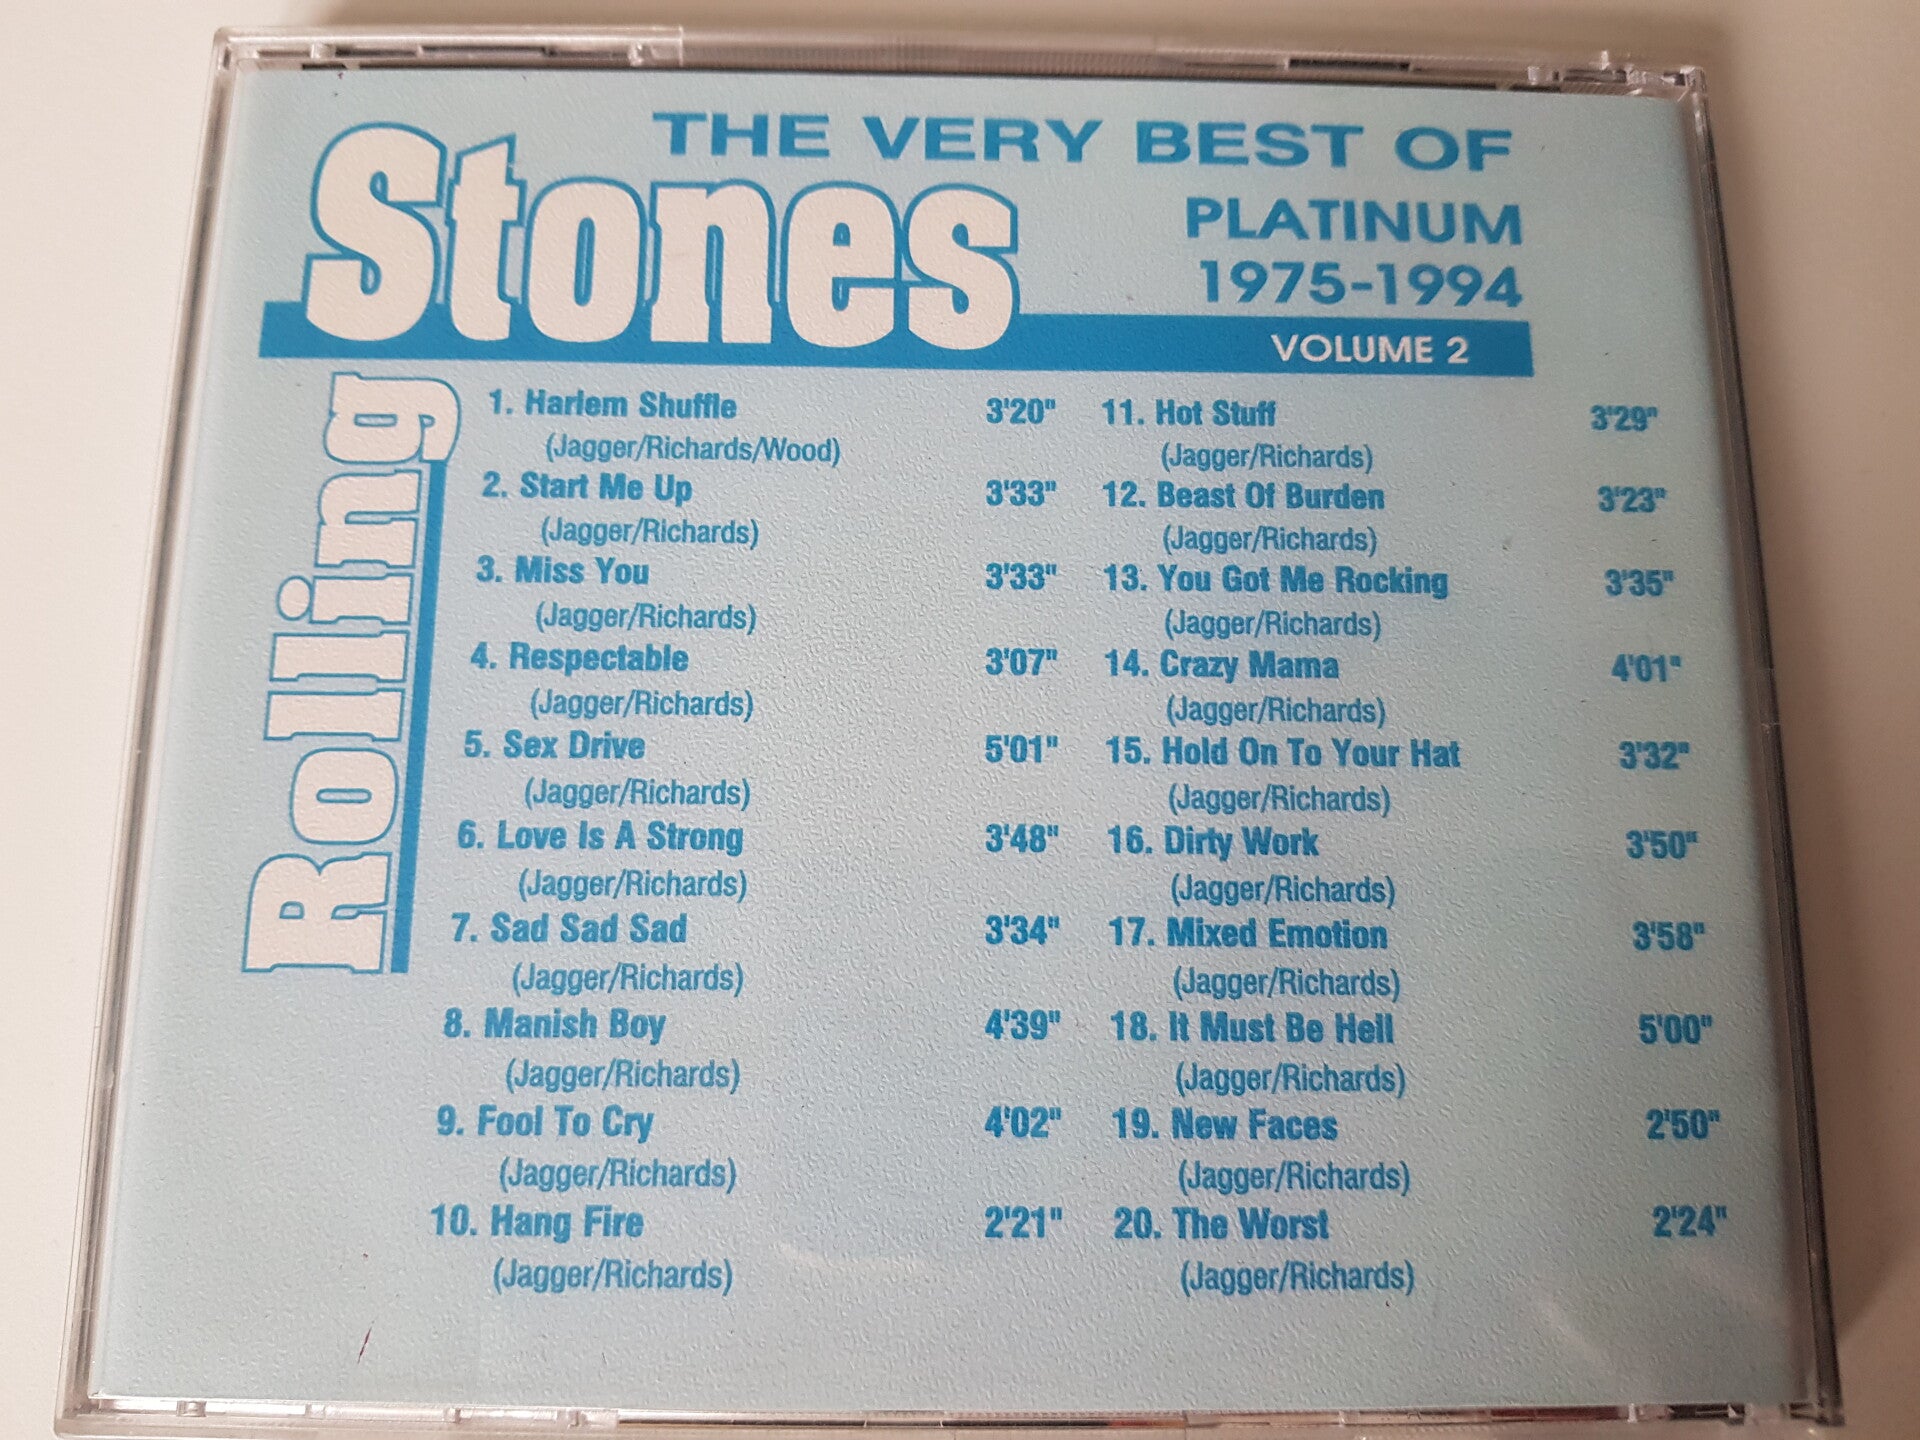 THE VERY BEST OF
Rolling Stones
PLATINUM
1975-1994
VOLUME 2
1. Harlem Shuffle 3'20"
(Jagger/Richards/Wood)
2. Start Me Up 3'33"
(Jagger/Richards)
3. Miss You 3'33"
(Jagger/Richards)
4. Respectable 3'07"
(Jagger/Richards)
5. Sex Drive 5'01"
(Jagger/Richards)
6. Love Is A Strong 3'48"
(Jagger/Richards)
7. Sad Sad Sad 3'34"
(Jagger/Richards)
8. Manish Boy 4'39"
(Jagger/Richards)
9. Fool To Cry 4'02"
(Jagger/Richards)
10. Hang Fire 2'21"
(Jagger/Richards)
11. Hot Stuff 3'29"
(Jagger/Richards)
12. Beast Of Burden 3'23"
(Jagger/Richards)
13. You Got Me Rocking 3'35"
(Jagger/Richards)
14. Crazy Mama 4'01"
(Jagger/Richards)
15. Hold On To Your Hat 3'32"
(Jagger/Richards)
16. Dirty Work 3'50"
(Jagger/Richards)
17. Mixed Emotion 3'58"
(Jagger/Richards)
18. It Must Be Hell 5'00"
(Jagger/Richards)
19. New Faces 2'50"
(Jagger/Richards)
20. The Worst 2'24"
(Jagger/Richards)